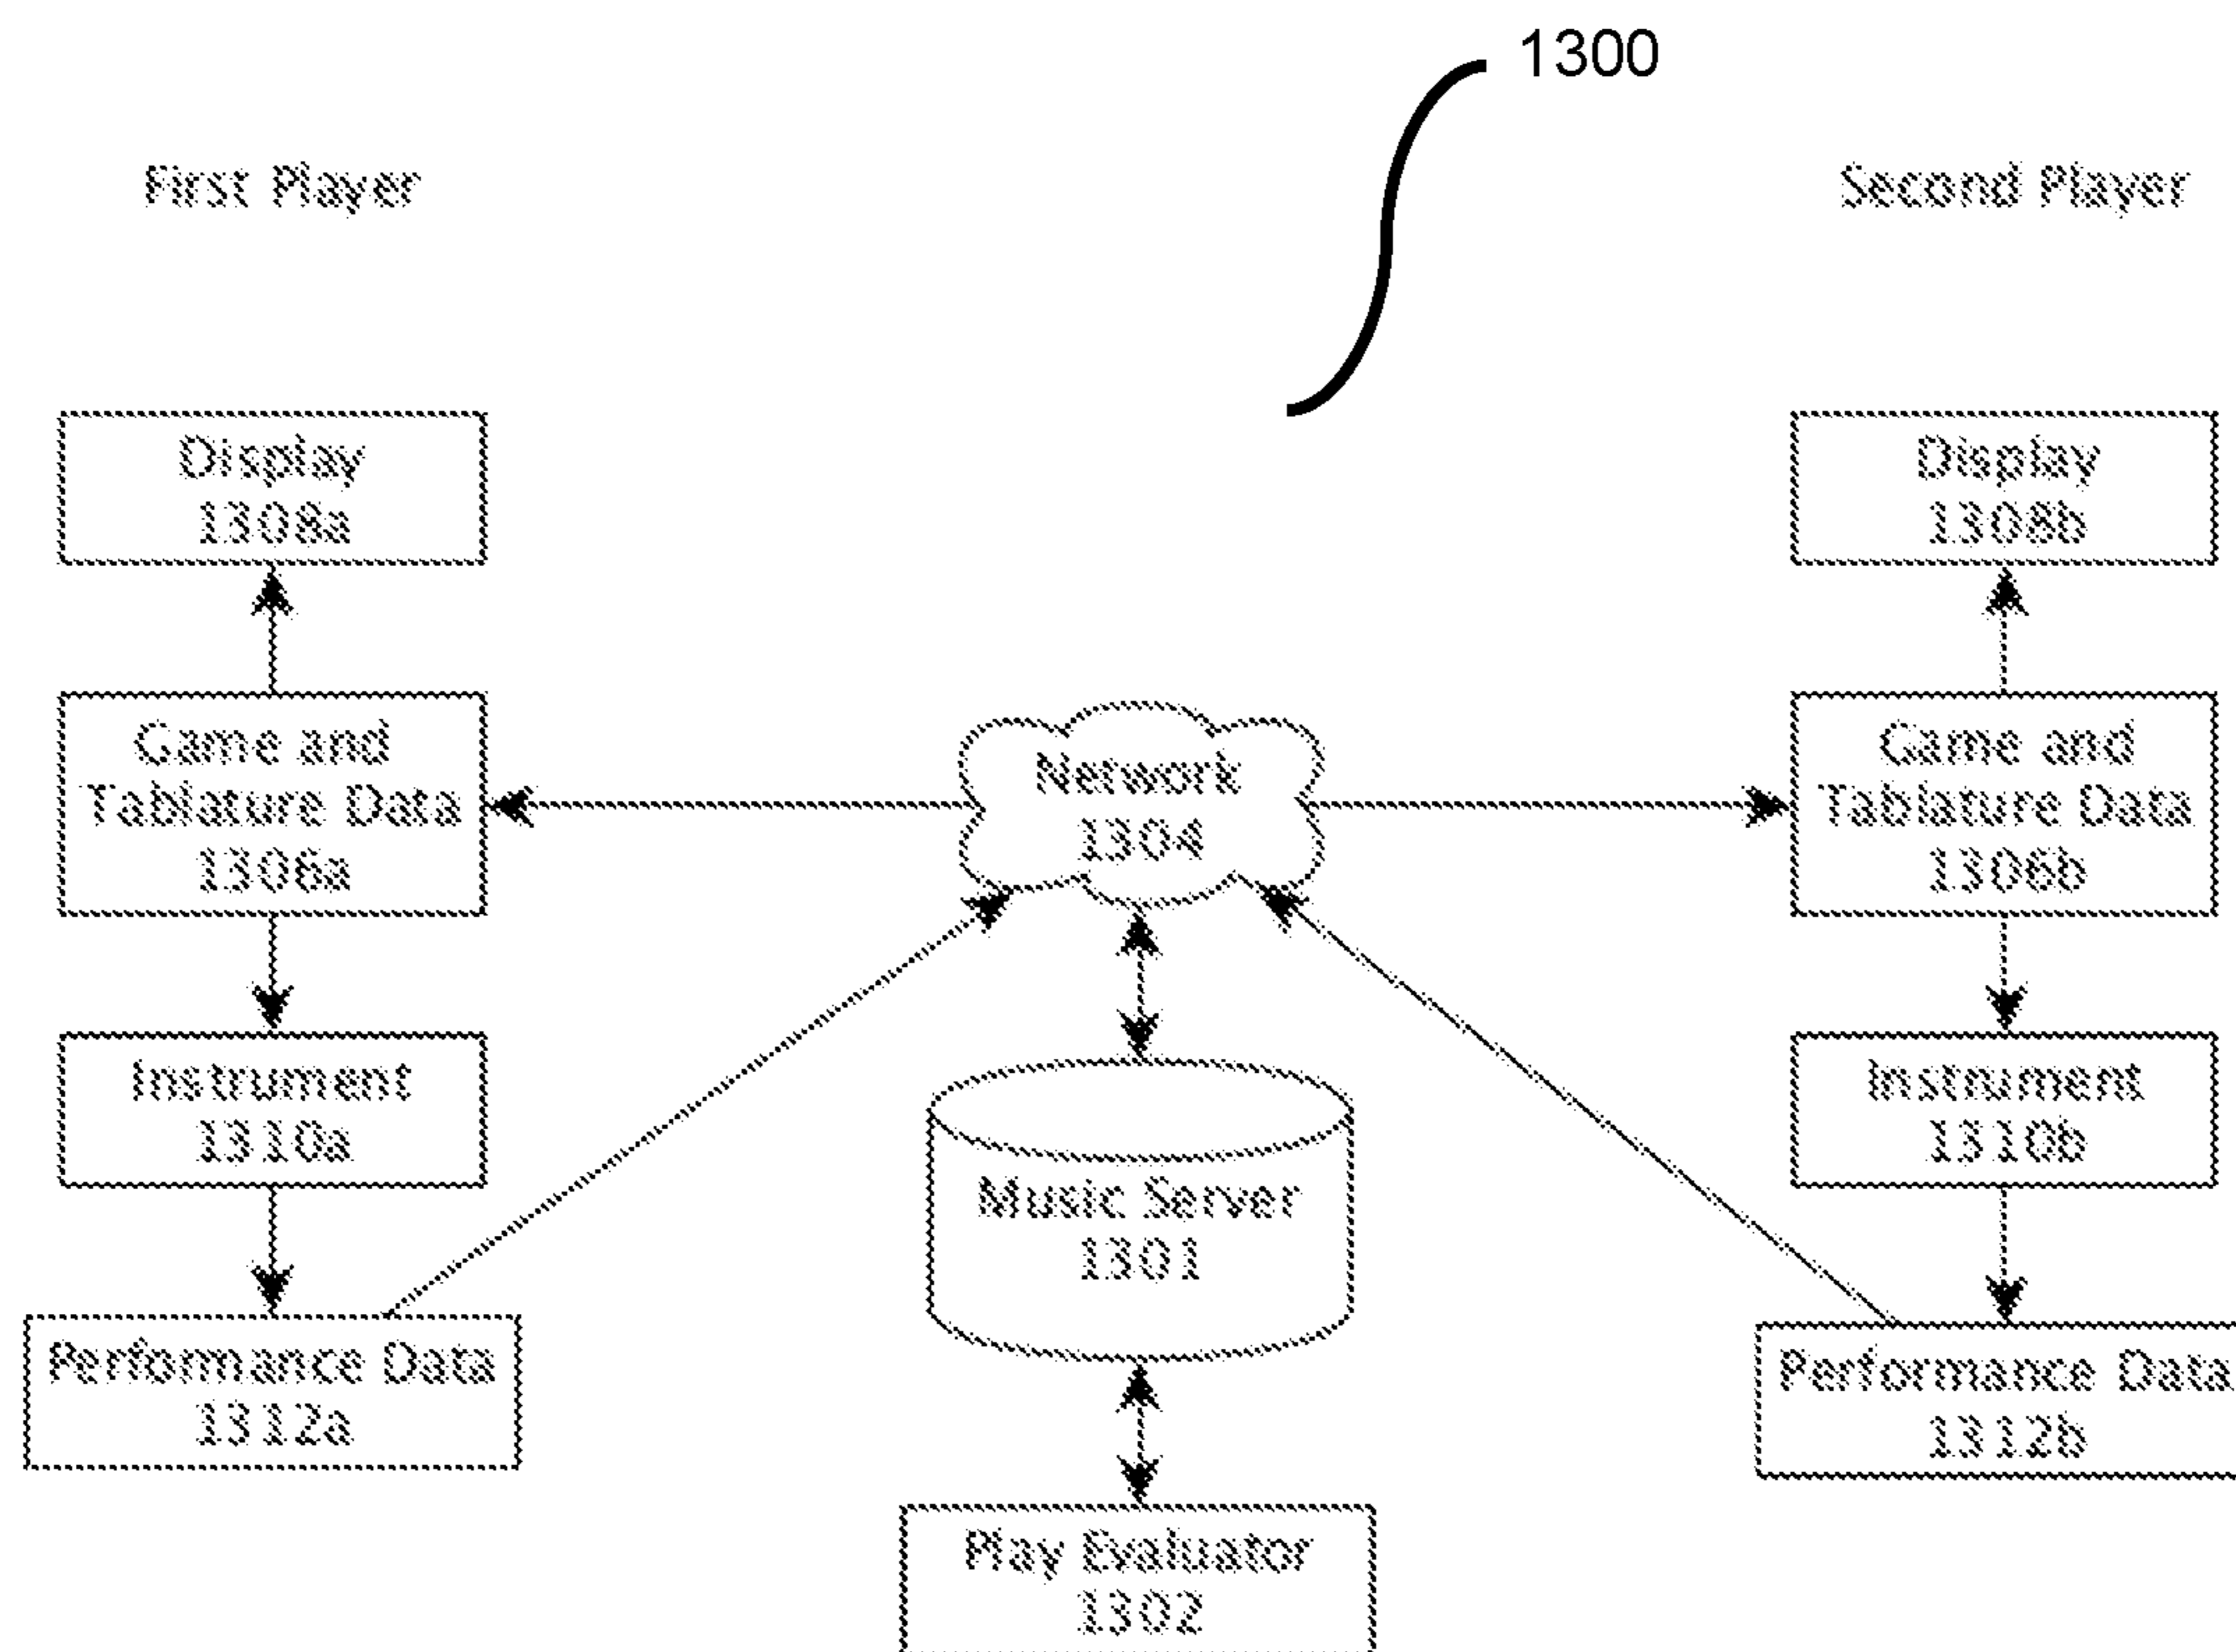 1300
First Player
Second Player
Display
1308a
Display
1308b
Game and
Tablature Data
1306a
Network
1304
Game and
Tablature Data
1306b
Instrument
1310a
Instrument
1310b
Music Server
1301
Performance Data
1312a
Performance Data
1312b
Play Evaluator
1302